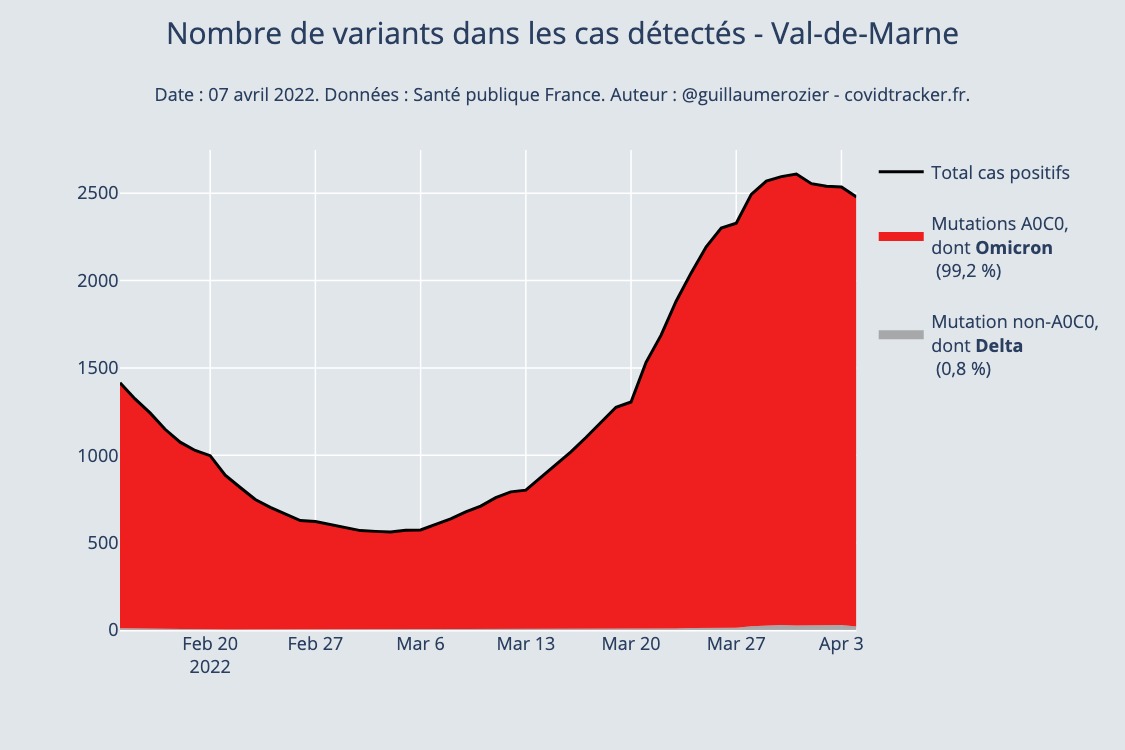 Nombre de variants dans les cas détectés - Val-de-Marne
Date : 07 avril 2022. Données : Santé publique France. Auteur : @guillaumerozier - covidtracker.fr.
2500
2000
1500
1000
500
0
Feb 20
2022
Feb 27
Mar 6
Mar 13
Mar 20
Mar 27
Apr 3
Total cas positifs
Mutations A0C0,
dont Omicron
(99,2 %)
Mutation non-A0C0,
dont Delta
(0,8 %)